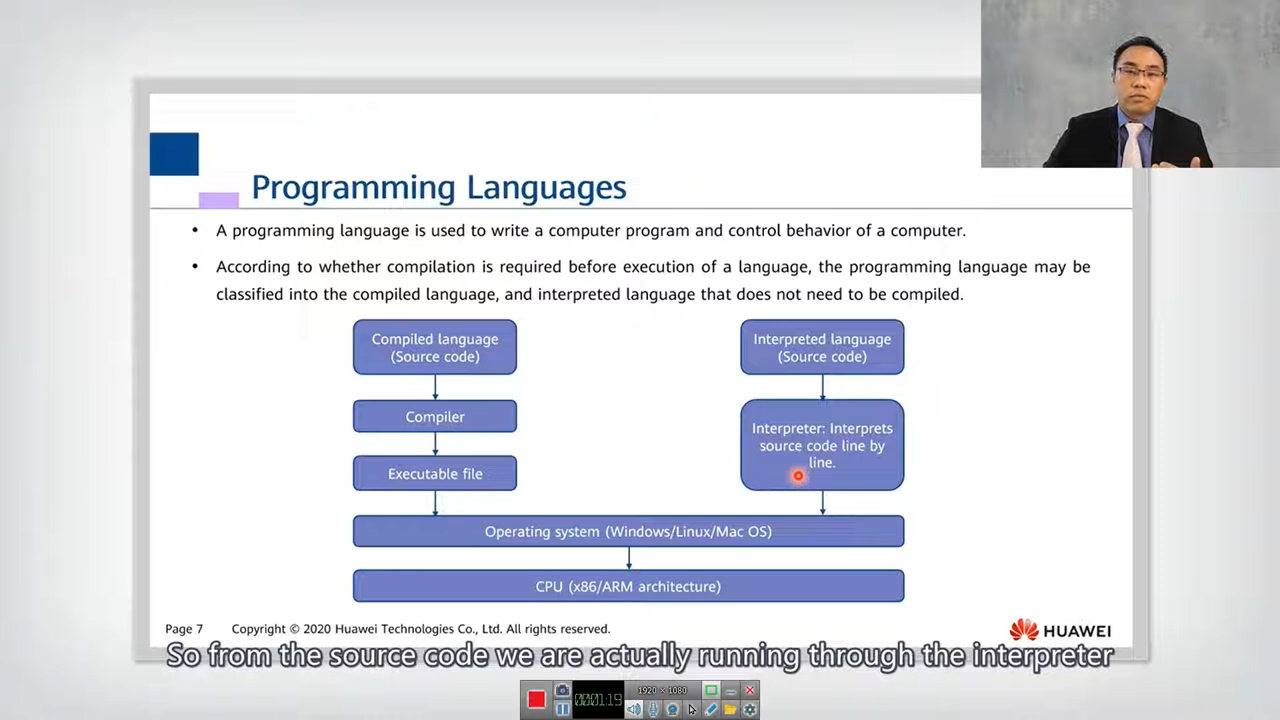 Programming Languages
• A programming language is used to write a computer program and control behavior of a computer.
• According to whether compilation is required before execution of a language, the programming language may be
classified into the compiled language, and interpreted language that does not need to be compiled.
Compiled language
(Source code)
Compiler
Executable file
Interpreted language
(Source code)
Interpreter: Interprets
source code line by
line.
Operating system (Windows/Linux/Mac OS)
CPU (x86/ARM architecture)
Page 7 Copyright © 2020 Huawei Technologies Co., Ltd. All rights reserved.
HUAWEI
So from the source code we are actually running through the interpreter
000:1:19
1920 × 1080